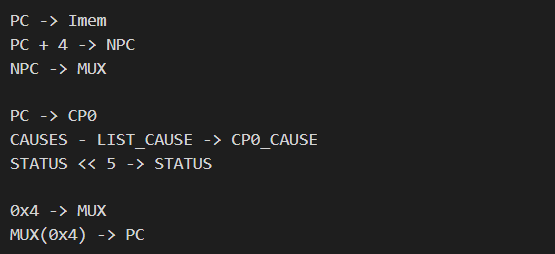 PC -> Imem
PC + 4 -> NPC
NPC -> MUX
PC -> CP0
CAUSES - LIST_CAUSE -> CP0_CAUSE
STATUS << 5 -> STATUS
0x4 -> MUX
MUX(0x4) -> PC